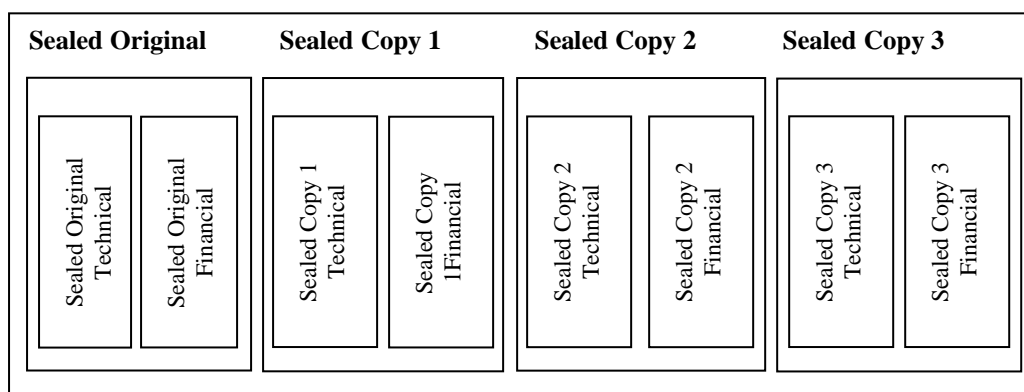 Sealed Original
Sealed Copy 1
Sealed Copy 2
Sealed Copy 3
Sealed Original
Technical
Sealed Original
Financial
Sealed Copy 1
Technical
Sealed Copy
1Financial
Sealed Copy 2
Technical
Sealed Copy 2
Financial
Sealed Copy 3
Technical
Sealed Copy 3
Financial